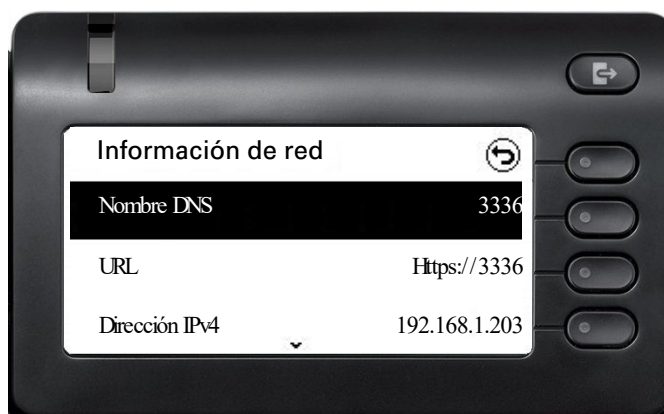 Información de red
Nombre DNS 3336
URL Https://3336
Dirección IPv4 192.168.1.203